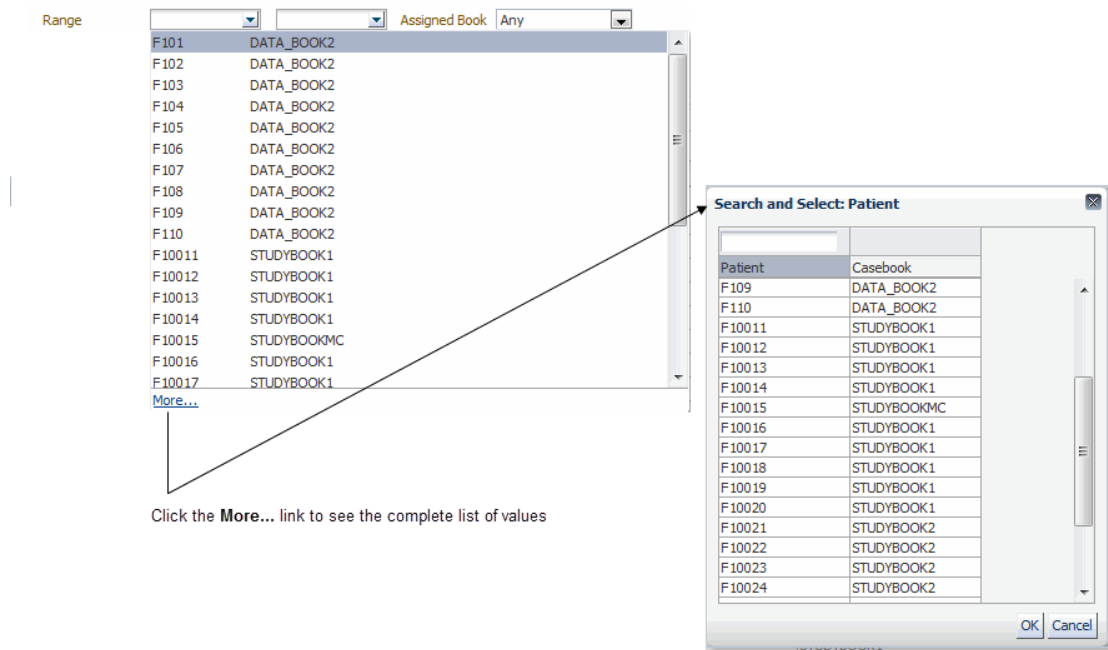 Range Assigned Book Any
F101 DATA_BOOK2
F102 DATA_BOOK2
F103 DATA_BOOK2
F104 DATA_BOOK2
F105 DATA_BOOK2
F106 DATA_BOOK2
F107 DATA_BOOK2
F108 DATA_BOOK2
F109 DATA_BOOK2
F110 DATA_BOOK2
F10011 STUDYBOOK1
F10012 STUDYBOOK1
F10013 STUDYBOOK1
F10014 STUDYBOOK1
F10015 STUDYBOOKMC
F10016 STUDYBOOK1
F10017 STUDYBOOK1
More...
Click the More... link to see the complete list of values
Search and Select: Patient
Patient Casebook
F109 DATA_BOOK2
F110 DATA_BOOK2
F10011 STUDYBOOK1
F10012 STUDYBOOK1
F10013 STUDYBOOK1
F10014 STUDYBOOK1
F10015 STUDYBOOKMC
F10016 STUDYBOOK1
F10017 STUDYBOOK1
F10018 STUDYBOOK1
F10019 STUDYBOOK1
F10020 STUDYBOOK1
F10021 STUDYBOOK2
F10022 STUDYBOOK2
F10023 STUDYBOOK2
F10024 STUDYBOOK2
OK Cancel